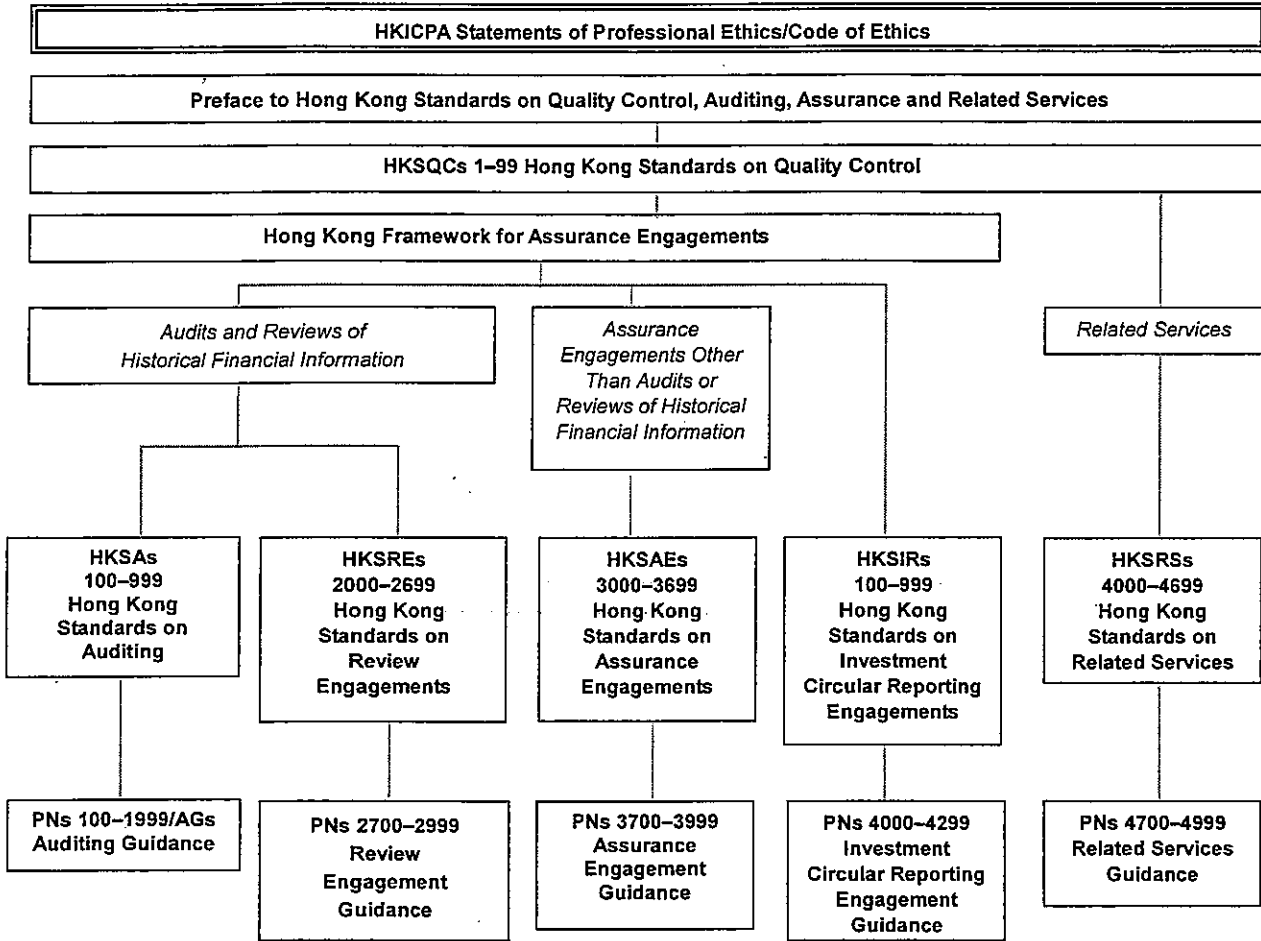 HKICPA Statements of Professional Ethics/Code of Ethics
Preface to Hong Kong Standards on Quality Control, Auditing, Assurance and Related Services
HKSQCs 1–99 Hong Kong Standards on Quality Control
Hong Kong Framework for Assurance Engagements
Audits and Reviews of
Historical Financial Information
Assurance
Engagements Other
Than Audits or
Reviews of Historical
Financial Information
Related Services
HKSAs
100–999
Hong Kong
Standards on
Auditing
HKSREs
2000–2699
Hong Kong
Standards on
Review
Engagements
HKSAEs
3000–3699
Hong Kong
Standards on
Assurance
Engagements
HKSIRs
100–999
Hong Kong
Standards on
Investment
Circular Reporting
Engagements
HKSRSs
4000–4699
Hong Kong
Standards on
Related Services
PNs 100–1999/AGs
Auditing Guidance
PNs 2700–2999
Review
Engagement
Guidance
PNs 3700–3999
Assurance
Engagement
Guidance
PNs 4000–4299
Investment
Circular Reporting
Engagement
Guidance
PNs 4700–4999
Related Services
Guidance